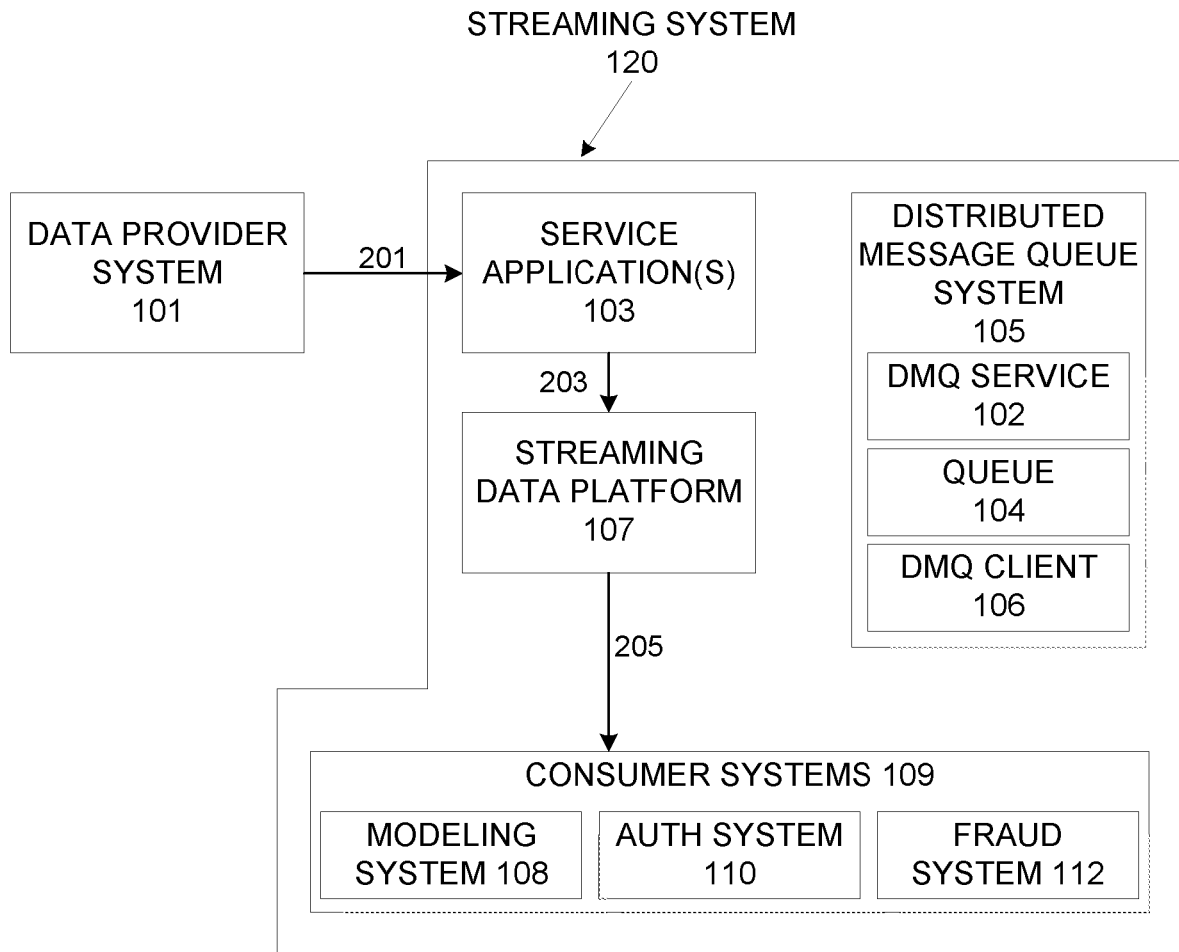 STREAMING SYSTEM
120
DATA PROVIDER
SYSTEM
101
201
SERVICE
APPLICATION(S)
103
203
STREAMING
DATA PLATFORM
107
205
DISTRIBUTED
MESSAGE QUEUE
SYSTEM
105
DMQ SERVICE
102
QUEUE
104
DMQ CLIENT
106
CONSUMER SYSTEMS 109
MODELING
SYSTEM 108
AUTH SYSTEM
110
FRAUD
SYSTEM 112